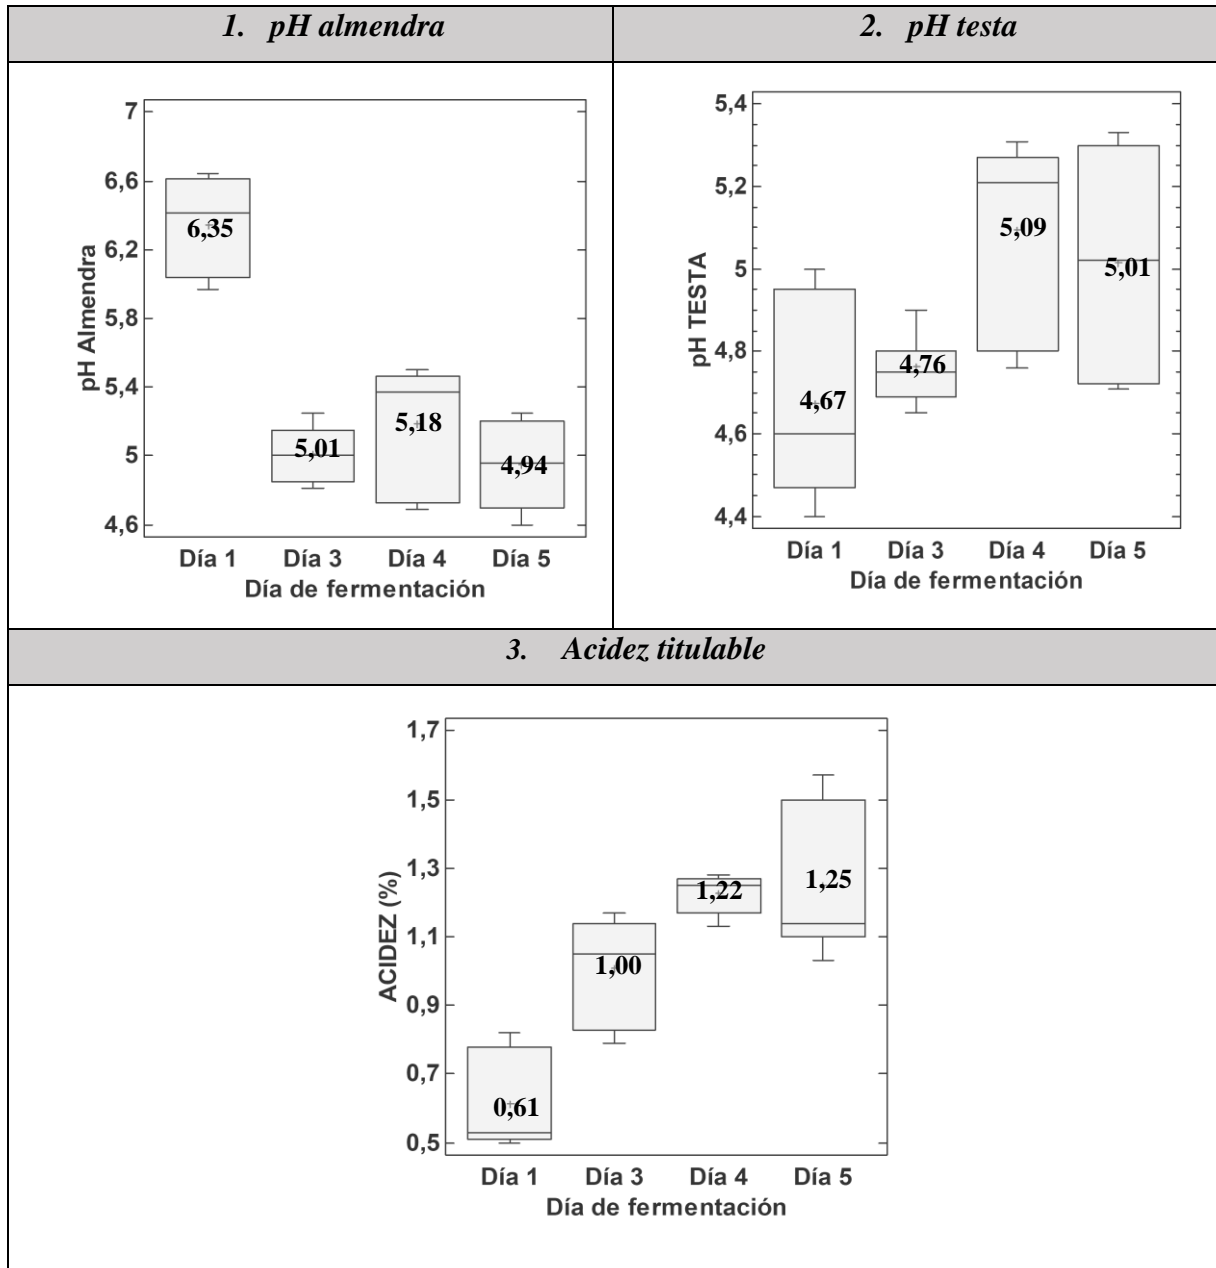 1. pH almendra
2. pH testa
7
6,6
6,2
5,8
5,4
5
4,6
pH Almendra
6,35
5,01
5,18
4,94
Día 1 Día 3 Día 4 Día 5
Día de fermentación
5,4
5,2
5
4,8
4,6
4,4
pH TESTA
4,67
4,76
5,09
5,01
Día 1 Día 3 Día 4 Día 5
Día de fermentación
3. Acidez titulable
1,7
1,5
1,3
1,1
0,9
0,7
0,5
ACIDEZ (%)
0,61
1,00
1,22
1,25
Día 1 Día 3 Día 4 Día 5
Día de fermentación